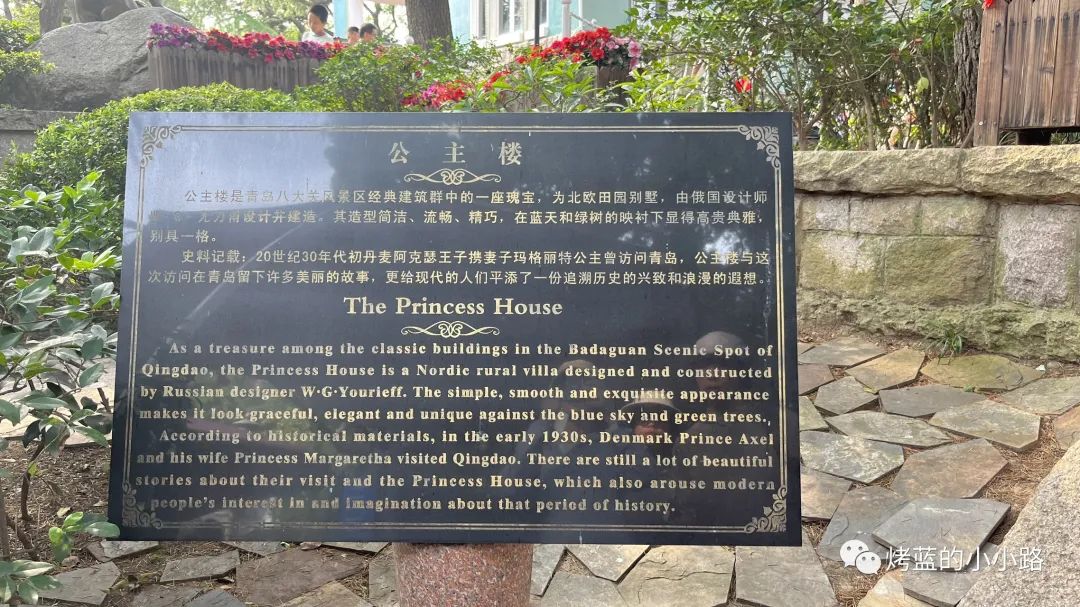 公主楼
公主楼是青岛八大关风景区经典建筑群中的一座瑰宝，为北欧田园别墅，由俄国设计师
尤力甫设计并建造。其造型简洁、流畅、精巧，在蓝天和绿树的映衬下显得高贵典雅，
别具一格。
史料记载：20世纪30年代初丹麦阿克瑟王子携妻子玛格丽特公主曾访问青岛，公主楼与这
次访问在青岛留下许多美丽的故事，更给现代的人们平添了一份追溯历史的兴致和浪漫的遐想。
The Princess House
As a treasure among the classic buildings in the Badaguan Scenic Spot of
Qingdao, the Princess House is a Nordic rural villa designed and constructed
by Russian designer W·G·Yourieff. The simple, smooth and exquisite appearance
makes it look graceful, elegant and unique against the blue sky and green trees.,
According to historical materials, in the early 1930s, Denmark Prince Axel
and his wife Princess Margaretha visited Qingdao. There are still a lot of beautiful
stories about their visit and the Princess House, which also arouse modern
people's interest in and imagination about that period of history.
烤蓝的小小路